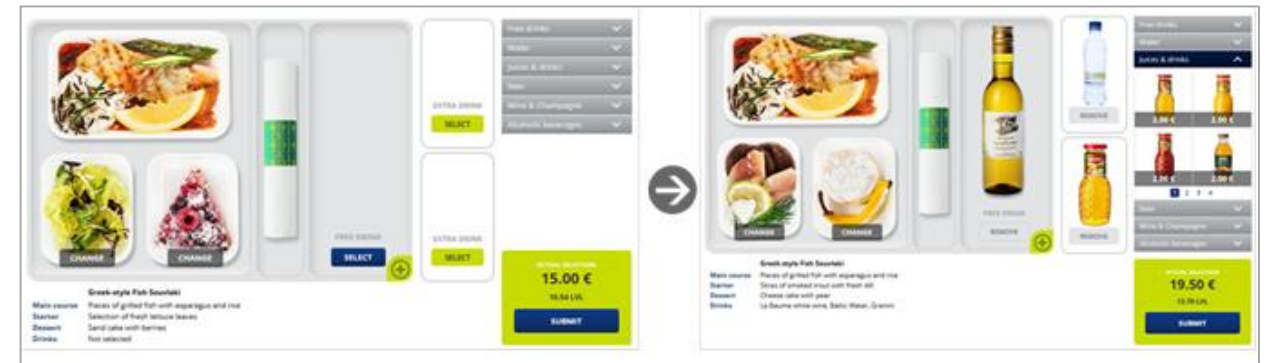 Free drinks
Water
Juices & drinks
Beer
Wine & Champagne
Alcoholic beverages
EXTRA DRINK
SELECT
EXTRA DRINK
SELECT
CHANGE
CHANGE
FREE DRINK
SELECT
ACTUAL SELECTION
15.00 €
10.54 LVL
SUBMIT
Greek-style Fish Souvlaki
Main course Pieces of grilled fish with asparagus and rice
Starter Selection of fresh lettuce leaves
Dessert Sand cake with berries
Drinks Not selected
Free drinks
Water
Juices & drinks
2.00 € 2.00 €
2.00 € 2.00 €
1 2 3 4
Beer
Wine & Champagne
Alcoholic beverages
REMOVE
REMOVE
CHANGE
CHANGE
FREE DRINK
REMOVE
ACTUAL SELECTION
19.50 €
13.70 LVL
SUBMIT
Greek-style Fish Souvlaki
Main course Pieces of grilled fish with asparagus and rice
Starter Slices of smoked trout with fresh dill
Dessert Cheese cake with pear
Drinks La Baume white wine, Baltic Water, Granini